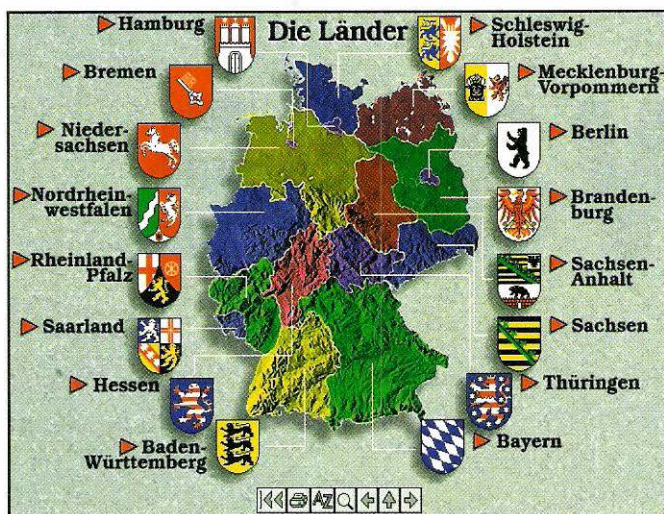 Die Länder
Hamburg
Bremen
Nieder-
sachsen
Nordrhein-
westfalen
Rheinland-
Pfalz
Saarland
Hessen
Baden-
Württemberg
Schleswig-
Holstein
Mecklenburg-
Vorpommern
Berlin
Branden-
burg
Sachsen-
Anhalt
Sachsen
Thüringen
Bayern
AZ